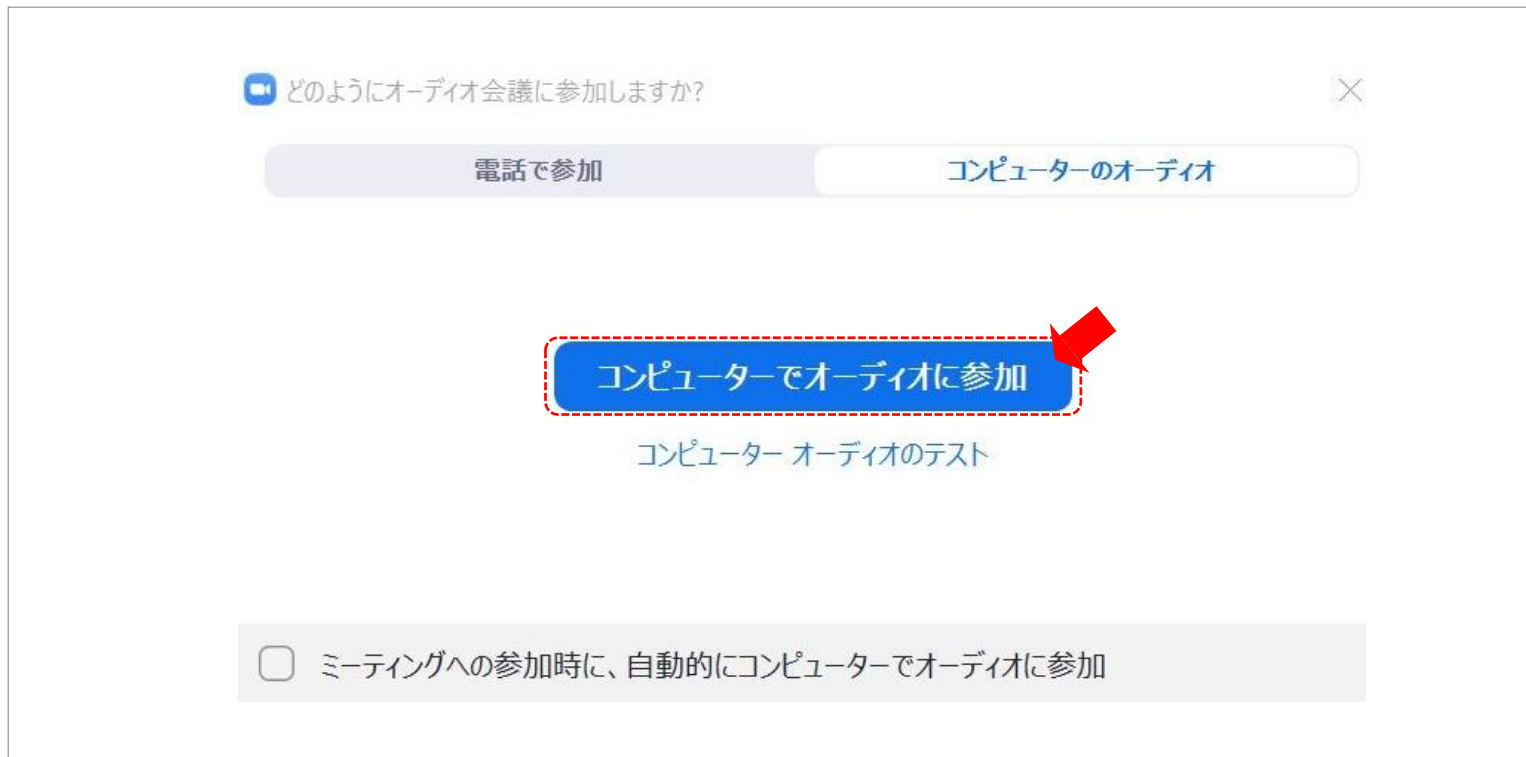 どのようにオーディオ会議に参加しますか?
電話で参加
コンピューターのオーディオ
コンピューターでオーディオに参加
コンピューター オーディオのテスト
ミーティングへの参加時に、自動的にコンピューターでオーディオに参加